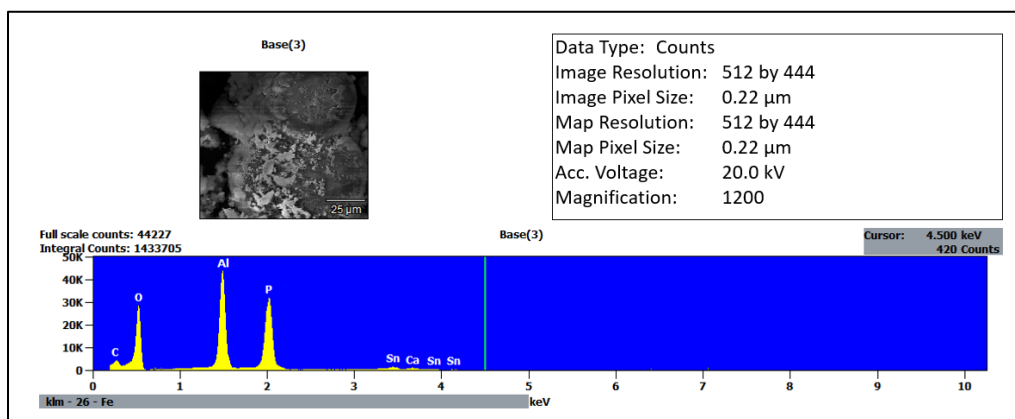 Base(3)
25 µm
Data Type: Counts
Image Resolution: 512 by 444
Image Pixel Size: 0.22 µm
Map Resolution: 512 by 444
Map Pixel Size: 0.22 µm
Acc. Voltage: 20.0 kV
Magnification: 1200
Full scale counts: 44227
Integral Counts: 1433705
Base(3)
Cursor: 4.500 keV
420 Counts
50K
40K
30K
20K
10K
0
C
O
Al
P
Sn
Ca
Sn
Sn
0 1 2 3 4 5 6 7 8 9 10
klm - 26 - Fe
keV